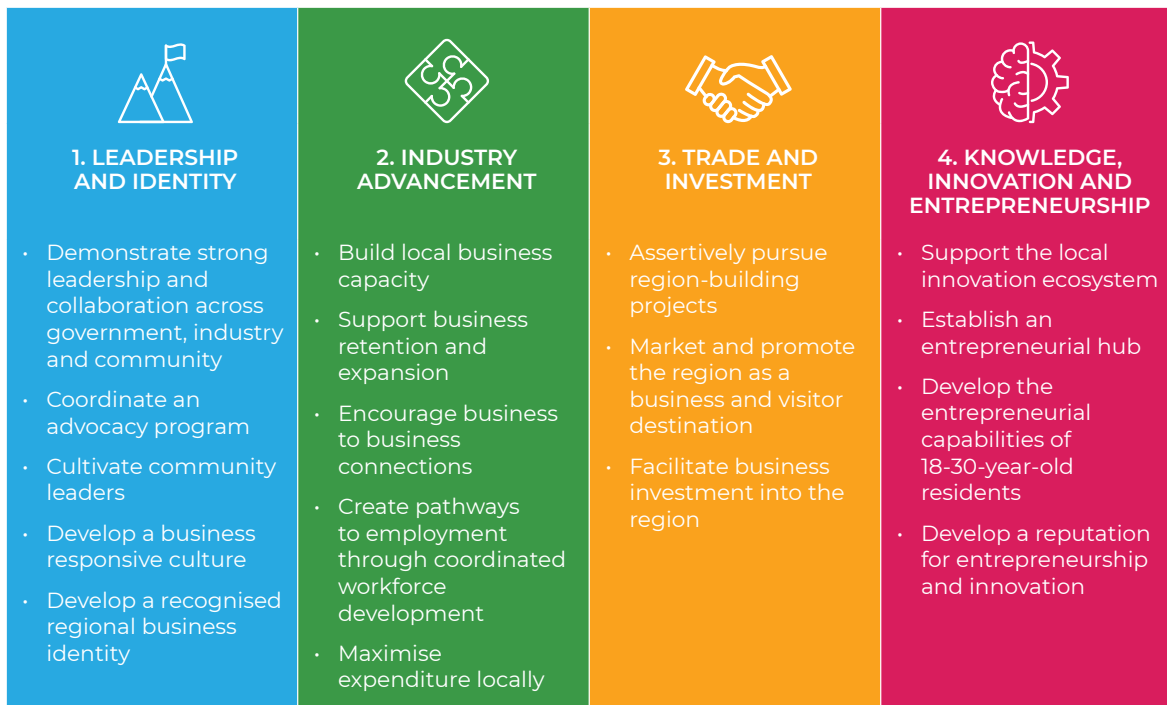 1. LEADERSHIP
AND IDENTITY
• Demonstrate strong
leadership and
collaboration across
government, industry
and community
• Coordinate an
advocacy program
• Cultivate community
leaders
• Develop a business
responsive culture
• Develop a recognised
regional business
identity
2. INDUSTRY
ADVANCEMENT
• Build local business
capacity
• Support business
retention and
expansion
• Encourage business
to business
connections
• Create pathways
to employment
through coordinated
workforce
development
• Maximise
expenditure locally
3. TRADE AND
INVESTMENT
• Assertively pursue
region-building
projects
• Market and promote
the region as a
business and visitor
destination
• Facilitate business
investment into the
region
4. KNOWLEDGE,
INNOVATION AND
ENTREPRENEURSHIP
• Support the local
innovation ecosystem
• Establish an
entrepreneurial hub
• Develop the
entrepreneurial
capabilities of
18-30-year-old
residents
• Develop a reputation
for entrepreneurship
and innovation